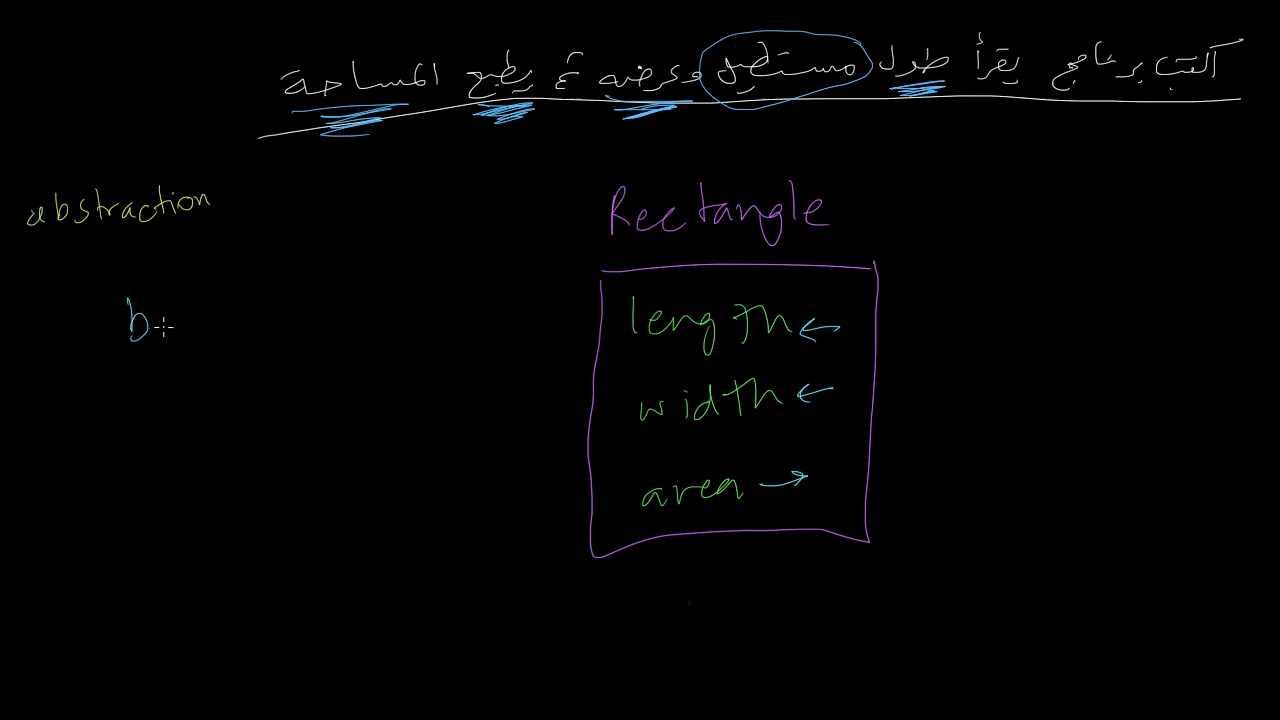 اكتب برنامج يقرأ طول مستطيل وعرضه ثم يطبع المساحة
abstraction
Rectangle
b
length
width
area